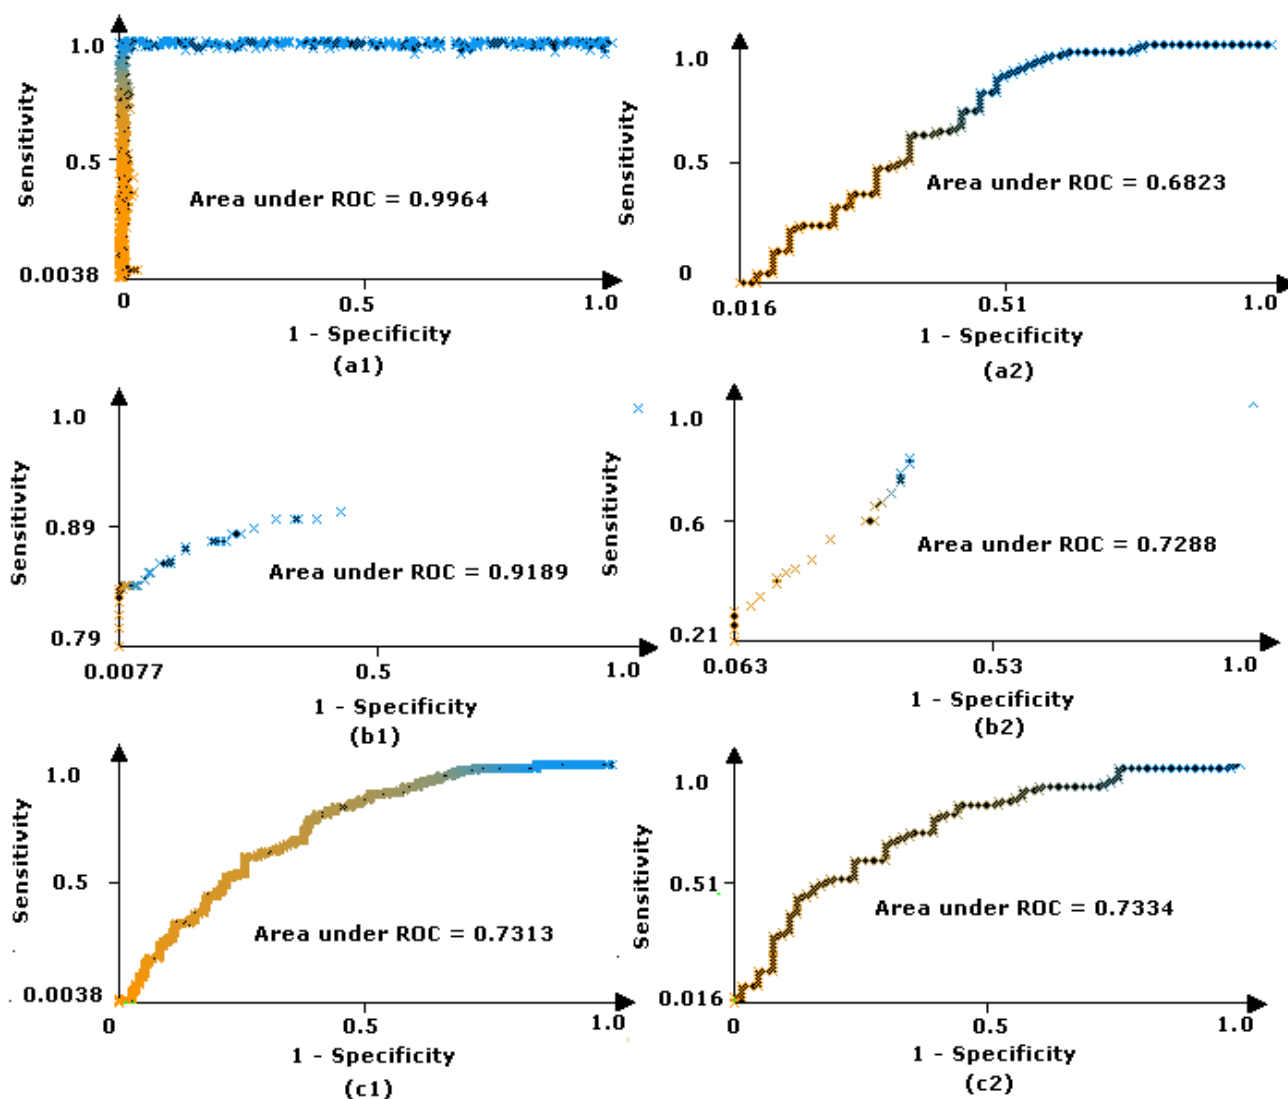 1.0
Sensitivity
0.5
Area under ROC = 0.9964
0.0038
0
0.5
1.0
1 - Specificity
(a1)
1.0
Sensitivity
0.5
Area under ROC = 0.6823
0
0.016
0.51
1.0
1 - Specificity
(a2)
1.0
Sensitivity
0.89
Area under ROC = 0.9189
0.79
0.0077
0.5
1.0
1 - Specificity
(b1)
1.0
Sensitivity
0.6
Area under ROC = 0.7288
0.21
0.063
0.53
1.0
1 - Specificity
(b2)
1.0
Sensitivity
0.5
Area under ROC = 0.7313
0.0038
0
0.5
1.0
1 - Specificity
(c1)
1.0
Sensitivity
0.51
Area under ROC = 0.7334
0.016
0
0.5
1.0
1 - Specificity
(c2)